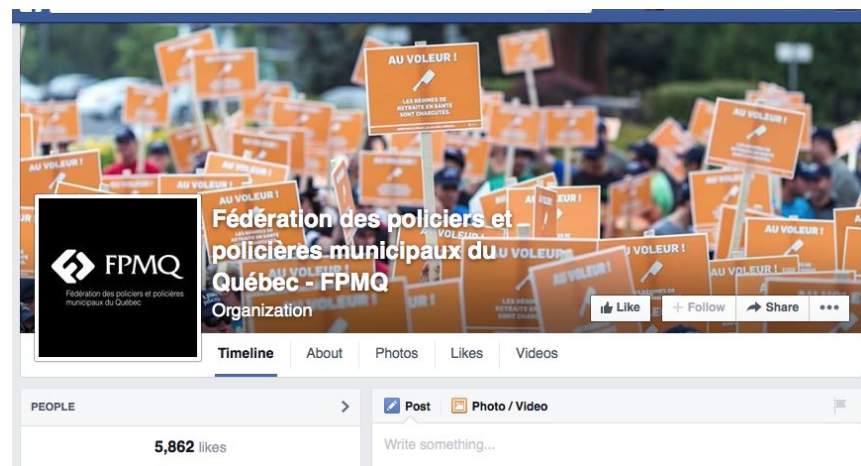 AU VOLEUR !
LES RÉGIMES DE
RETRAITE EN SANTÉ
SONT CHARCUTÉS.
AU VOLEUR !
AU VOLEUR !
AU VOLEUR !
AU VOLEUR !
AU VOLEUR !
AU VOLEUR !
Fédération des policiers et
policières municipaux du
Québec - FPMQ
Organization
FPMQ
Fédération des policiers et policières
municipaux du Québec
Like
Follow
Share
Timeline
About
Photos
Likes
Videos
PEOPLE
Post
Photo / Video
5,862 likes
Write something...